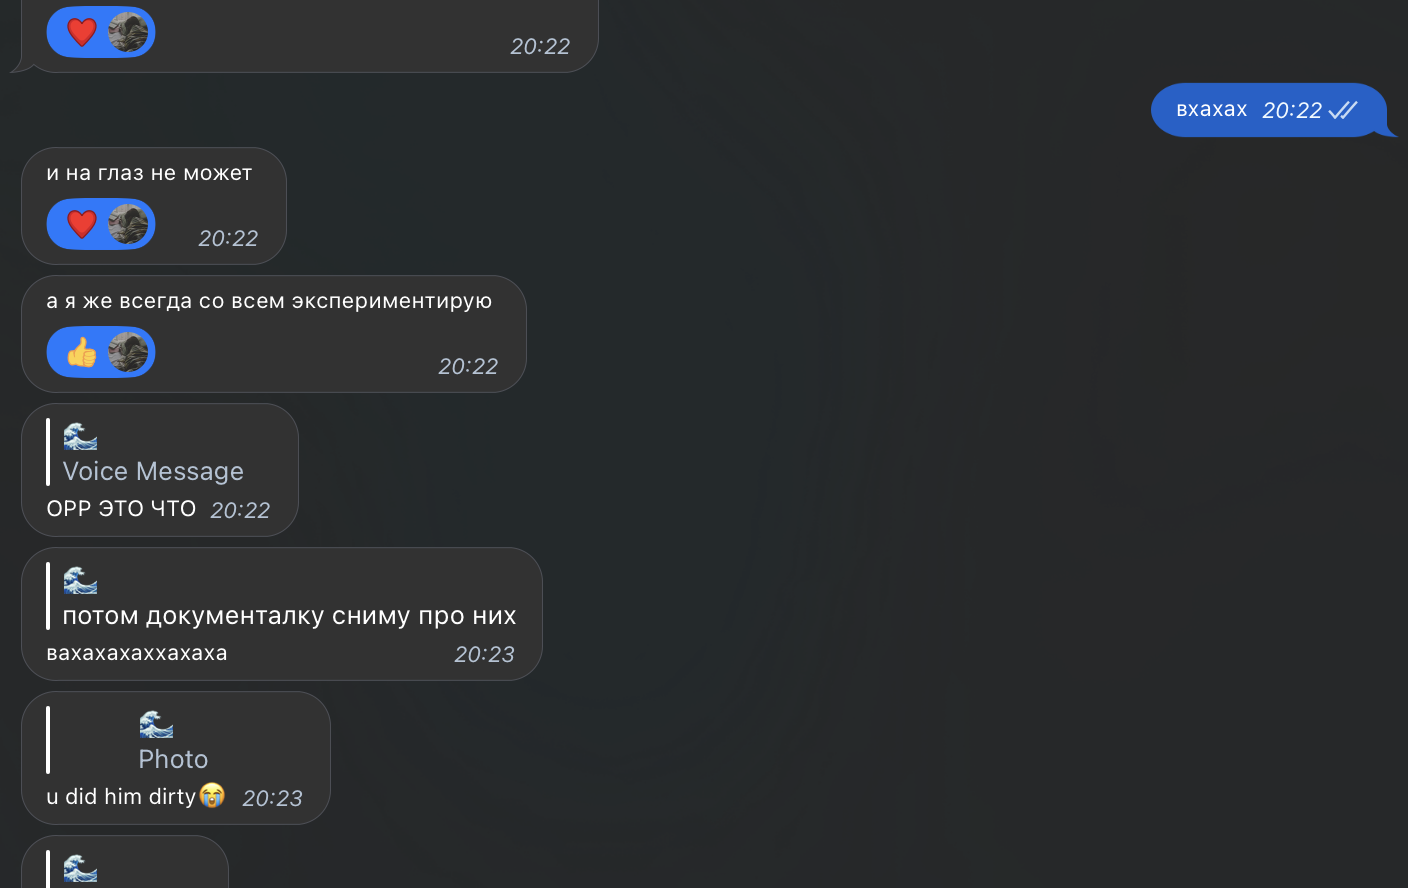 ❤️ 20:22
вхахах 20:22
и на глаз не может
❤️ 20:22
а я же всегда со всем экспериментирую
👍 20:22
🌊
Voice Message
ОРР ЭТО ЧТО 20:22
🌊
потом документалку сниму про них
вахахахаххахаха 20:23
🌊
Photo
u did him dirty😭 20:23
🌊